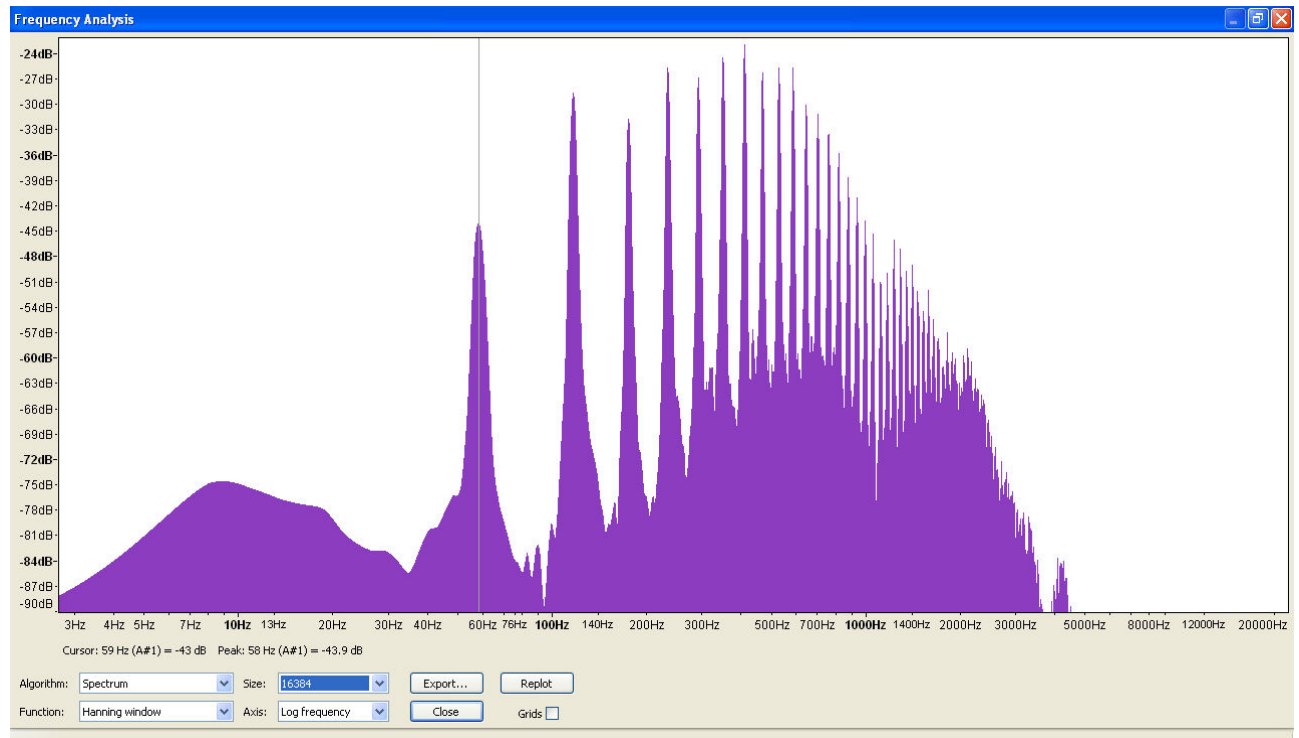 Frequency Analysis
-24dB
-27dB
-30dB
-33dB
-36dB
-39dB
-42dB
-45dB
-48dB
-51dB
-54dB
-57dB
-60dB
-63dB
-66dB
-69dB
-72dB
-75dB
-78dB
-81dB
-84dB
-87dB
-90dB
3Hz 4Hz 5Hz 7Hz 10Hz 13Hz 20Hz 30Hz 40Hz 60Hz 76Hz 100Hz 140Hz 200Hz 300Hz 500Hz 700Hz 1000Hz 1400Hz 2000Hz 3000Hz 5000Hz 8000Hz 12000Hz 20000Hz
Cursor: 59 Hz (A#1) = -43 dB Peak: 58 Hz (A#1) = -43.9 dB
Algorithm: Spectrum Size: 16384 Export... Replot
Function: Hanning window Axis: Log frequency Close Grids